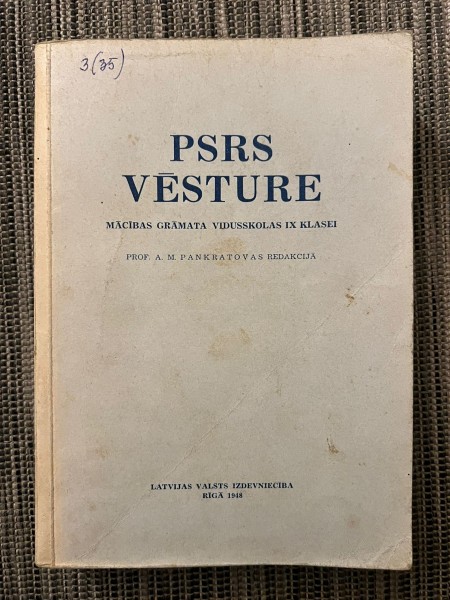 3(35)
PSRS
VĒSTURE
MĀCĪBAS GRĀMATA VIDUSSKOLAS IX KLASEI
PROF. A. M. PANKRATOVAS REDAKCIJĀ
LATVIJAS VALSTS IZDEVNIECĪBA
RĪGĀ 1948